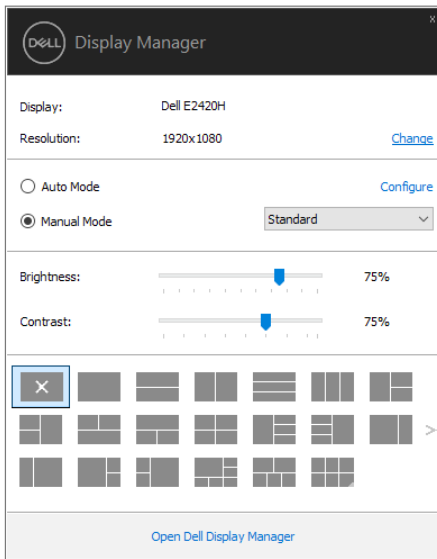 x
DELL Display Manager
Display: Dell E2420H
Resolution: 1920x1080 Change
Auto Mode Configure
Manual Mode Standard
Brightness: 75%
Contrast: 75%
Open Dell Display Manager